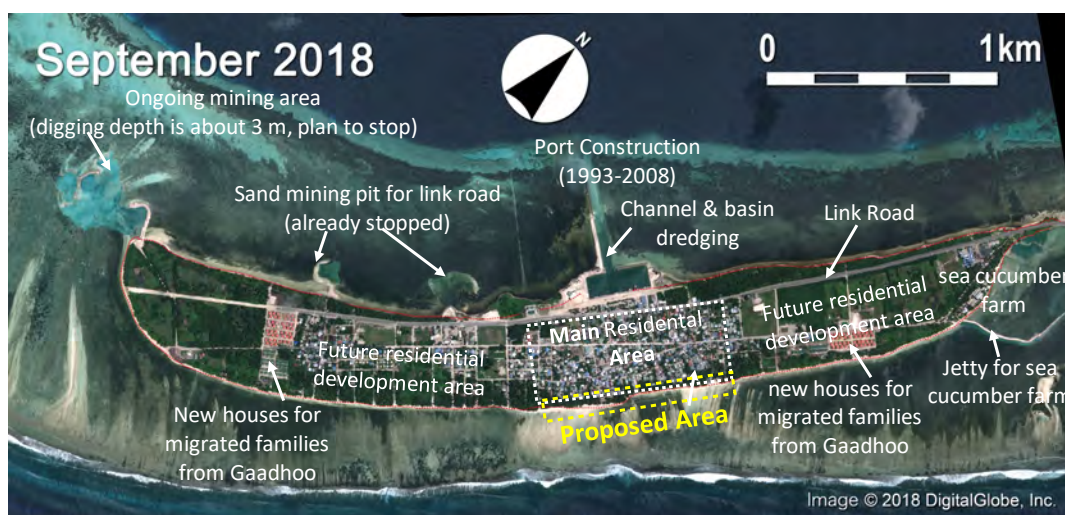 September 2018
N
0 1km
Ongoing mining area
(digging depth is about 3 m, plan to stop)
Port Construction
(1993-2008)
Sand mining pit for link road
(already stopped)
Channel & basin
dredging
Link Road
sea cucumber
farm
Future residential
development area
Main Residental
Area
Future residential
development area
Jetty for sea
cucumber farm
New houses for
migrated families
from Gaadhoo
Proposed Area
new houses for
migrated families
from Gaadhoo
Image © 2018 DigitalGlobe, Inc.